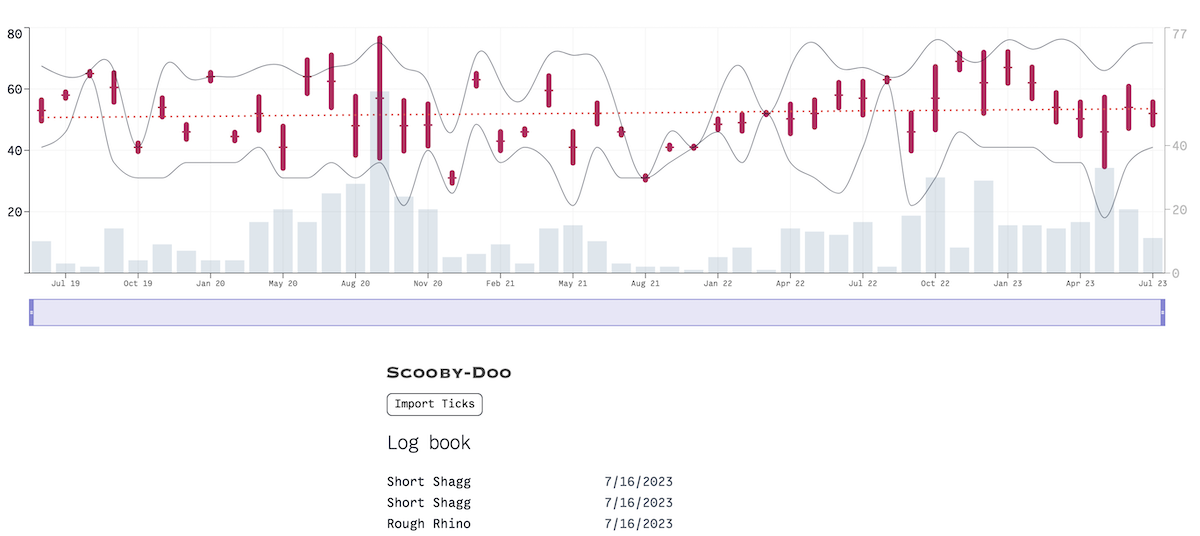 80
77
60
40
40
20
20
0
Jul 19 Oct 19 Jan 20 May 20 Aug 20 Nov 20 Feb 21 May 21 Aug 21 Jan 22 Apr 22 Jul 22 Oct 22 Jan 23 Apr 23 Jul 23
Scooby-Doo
Import Ticks
Log book
Short Shagg 7/16/2023
Short Shagg 7/16/2023
Rough Rhino 7/16/2023